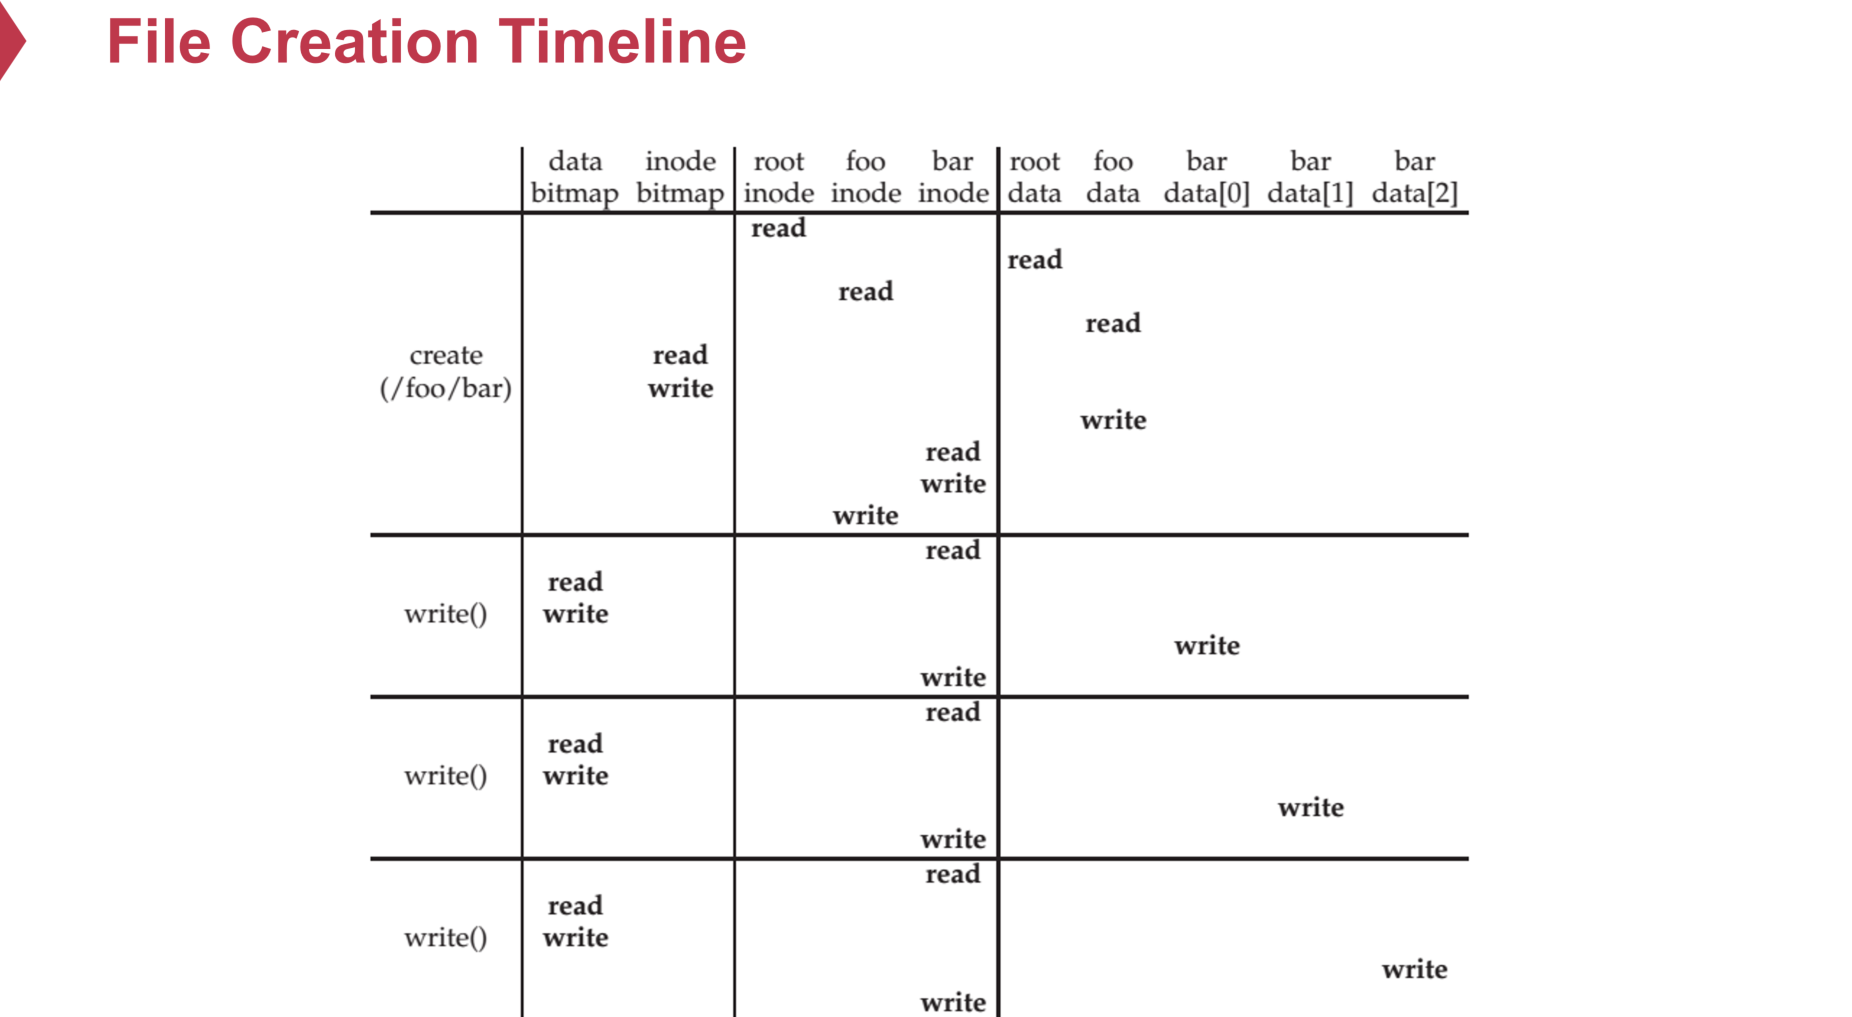 File Creation Timeline
data inode root foo bar root foo bar bar bar
bitmap bitmap inode inode inode data data data[0] data[1] data[2]
read
read
read
read
create read
(/foo/bar) write
write
read
write
write
read
read
write() write
write
write
read
read
write() write
write
write
read
read
write() write
write
write